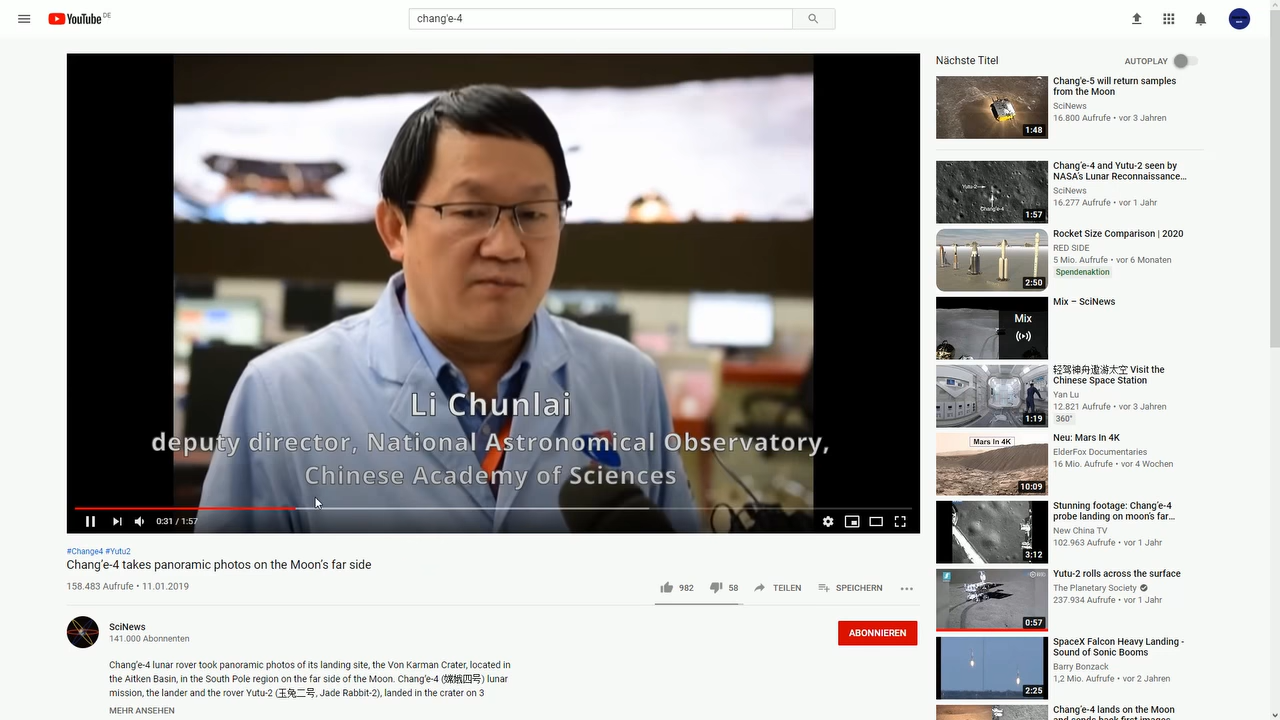 YouTube DE
chang'e-4
Li Chunlai
deputy director, National Astronomical Observatory,
Chinese Academy of Sciences
0:31 / 1:57
#Change4 #Yutu2
Chang'e-4 takes panoramic photos on the Moon's far side
158.483 Aufrufe • 11.01.2019
982
58
TEILEN
SPEICHERN
SciNews
141.000 Abonnenten
ABONNIEREN
Chang'e-4 lunar rover took panoramic photos of its landing site, the Von Karman Crater, located in
the Aitken Basin, in the South Pole region on the far side of the Moon. Chang'e-4 (嫦娥四号) lunar
mission, the lander and the rover Yutu-2 (玉兔二号, Jade Rabbit-2), landed in the crater on 3
MEHR ANSEHEN
Nächste Titel
AUTOPLAY
1:48
Chang'e-5 will return samples
from the Moon
SciNews
16.800 Aufrufe • vor 3 Jahren
Yutu-2
Chang'e-4
1:57
Chang'e-4 and Yutu-2 seen by
NASA's Lunar Reconnaissance...
SciNews
16.277 Aufrufe • vor 1 Jahr
2:50
Rocket Size Comparison | 2020
RED SIDE
5 Mio. Aufrufe • vor 6 Monaten
Spendenaktion
Mix
Mix – SciNews
1:19
轻驾神舟遨游太空 Visit the
Chinese Space Station
Yan Lu
12.821 Aufrufe • vor 3 Jahren
360°
Mars In 4K
10:09
Neu: Mars In 4K
ElderFox Documentaries
16 Mio. Aufrufe • vor 4 Wochen
3:12
Stunning footage: Chang'e-4
probe landing on moon's far...
New China TV
102.963 Aufrufe • vor 1 Jahr
0:57
Yutu-2 rolls across the surface
The Planetary Society
237.934 Aufrufe • vor 1 Jahr
2:25
SpaceX Falcon Heavy Landing -
Sound of Sonic Booms
Barry Bonzack
1,2 Mio. Aufrufe • vor 2 Jahren
Chang'e-4 lands on the Moon
and sends back first images